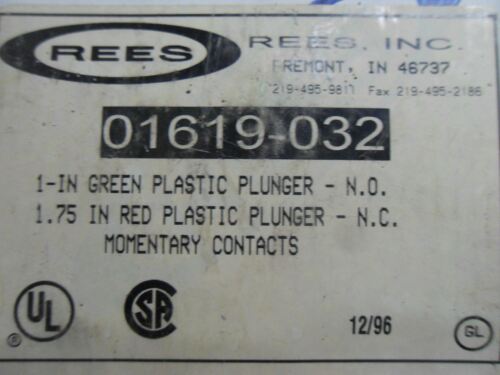 REES
REES, INC.
FREMONT, IN 46737
219-495-9811 Fax 219-495-2186
01619-032
1-IN GREEN PLASTIC PLUNGER - N.O.
1.75 IN RED PLASTIC PLUNGER - N.C.
MOMENTARY CONTACTS
UL
®
SA
12/96
GL